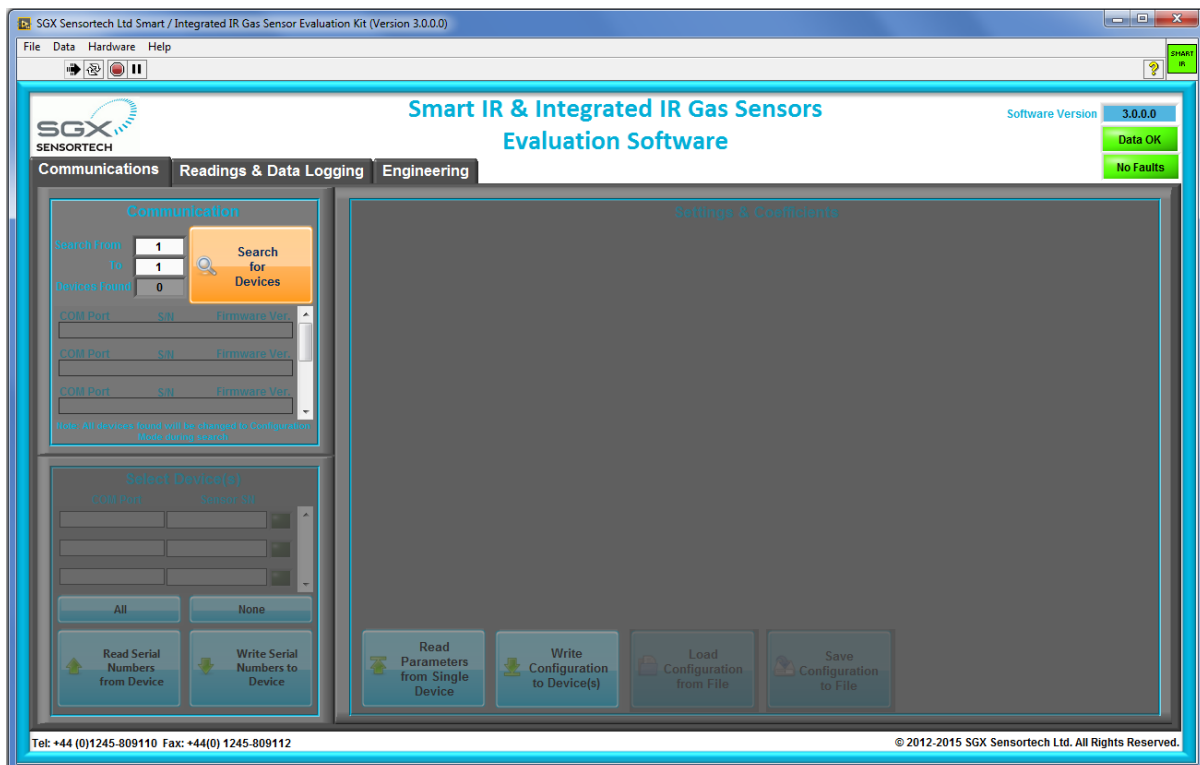 SGX Sensortech Ltd Smart / Integrated IR Gas Sensor Evaluation Kit (Version 3.0.0.0)
File Data Hardware Help
SMART
IR
SGX
SENSORTECH
Smart IR & Integrated IR Gas Sensors
Evaluation Software
Software Version 3.0.0.0
Data OK
No Faults
Communications Readings & Data Logging Engineering
Communication
Search From 1
To 1
Devices Found 0
Search
for
Devices
COM Port S/N Firmware Ver.
COM Port S/N Firmware Ver.
COM Port S/N Firmware Ver.
Note: All devices found will be changed to Configuration
Mode during search
Select Device(s)
COM Port Sensor SN
All
None
Read Serial
Numbers
from Device
Write Serial
Numbers to
Device
Settings & Coefficients
Read
Parameters
from Single
Device
Write
Configuration
to Device(s)
Load
Configuration
from File
Save
Configuration
to File
Tel: +44 (0)1245-809110 Fax: +44(0) 1245-809112
© 2012-2015 SGX Sensortech Ltd. All Rights Reserved.